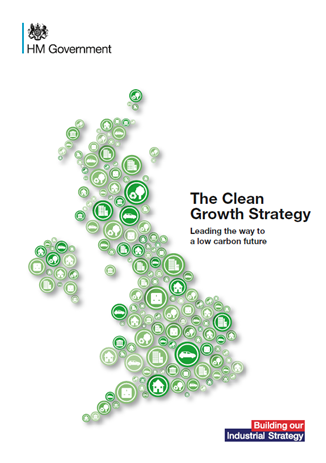 HM Government
The Clean
Growth Strategy
Leading the way to
a low carbon future
Building our
Industrial Strategy